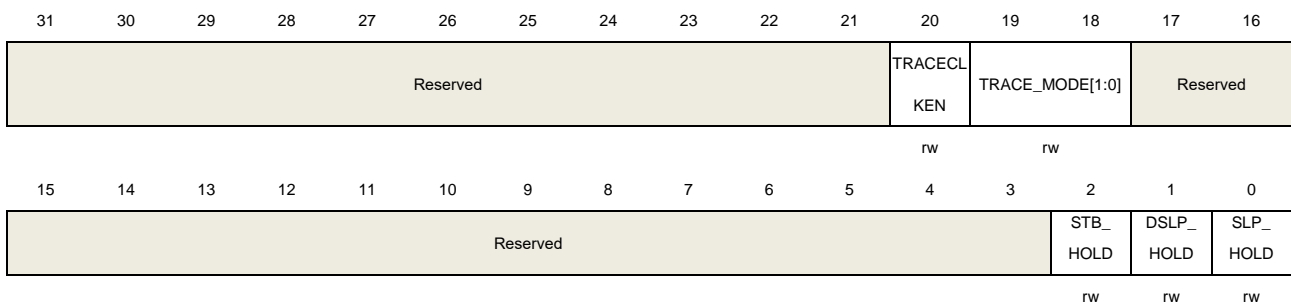 31 30 29 28 27 26 25 24 23 22 21 20 19 18 17 16
Reserved TRACECL KEN TRACE_MODE[1:0] Reserved
rw rw
15 14 13 12 11 10 9 8 7 6 5 4 3 2 1 0
Reserved STB_ HOLD DSLP_ HOLD SLP_ HOLD
rw rw rw